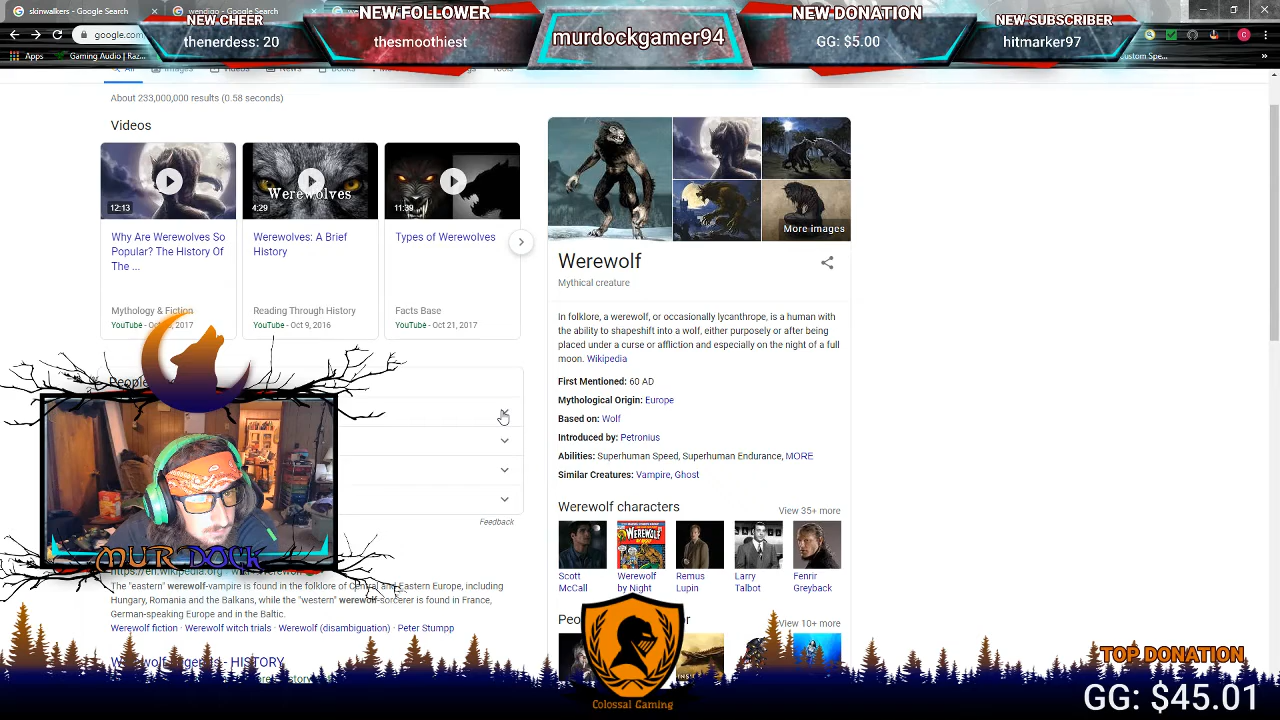 skinwalkers - Google Search
wendigo - Google Search
NEW CHEER
thenerdess: 20
NEW FOLLOWER
thesmoothiest
murdockgamer94
NEW DONATION
GG: $5.00
NEW SUBSCRIBER
hitmarker97
google.com
Apps
Gaming Audio | Raz...
Custom Spe...
About 233,000,000 results (0.58 seconds)
Videos
12:13
Werewolves
4:29
11:39
Why Are Werewolves So
Popular? The History Of
The ...
Mythology & Fiction
YouTube
2017
Werewolves: A Brief
History
Reading Through History
YouTube - Oct 9, 2016
Types of Werewolves
Facts Base
YouTube - Oct 21, 2017
More images
Werewolf
Mythical creature
In folklore, a werewolf, or occasionally lycanthrope, is a human with
the ability to shapeshift into a wolf, either purposely or after being
placed under a curse or affliction and especially on the night of a full
moon. Wikipedia
First Mentioned: 60 AD
Mythological Origin: Europe
Based on: Wolf
Introduced by: Petronius
Abilities: Superhuman Speed, Superhuman Endurance, MORE
Similar Creatures: Vampire, Ghost
Werewolf characters
View 35+ more
WEREWOLF
Scott
McCall
Werewolf
by Night
Remus
Lupin
Larry
Talbot
Fenrir
Greyback
View 10+ more
People
Feedback
MUR DOCK
https://en.wikipedia.org
The "eastern" werewolf-vampire is found in the folklore of Central and Eastern Europe, including
Hungary, Romania and the Balkans, while the "western" werewolf-sorcerer is found in France,
German-speaking Europe and in the Baltic.
Werewolf fiction · Werewolf witch trials · Werewolf (disambiguation) · Peter Stumpp
HISTORY
Colossal Gaming
TOP DONATION
GG: $45.01